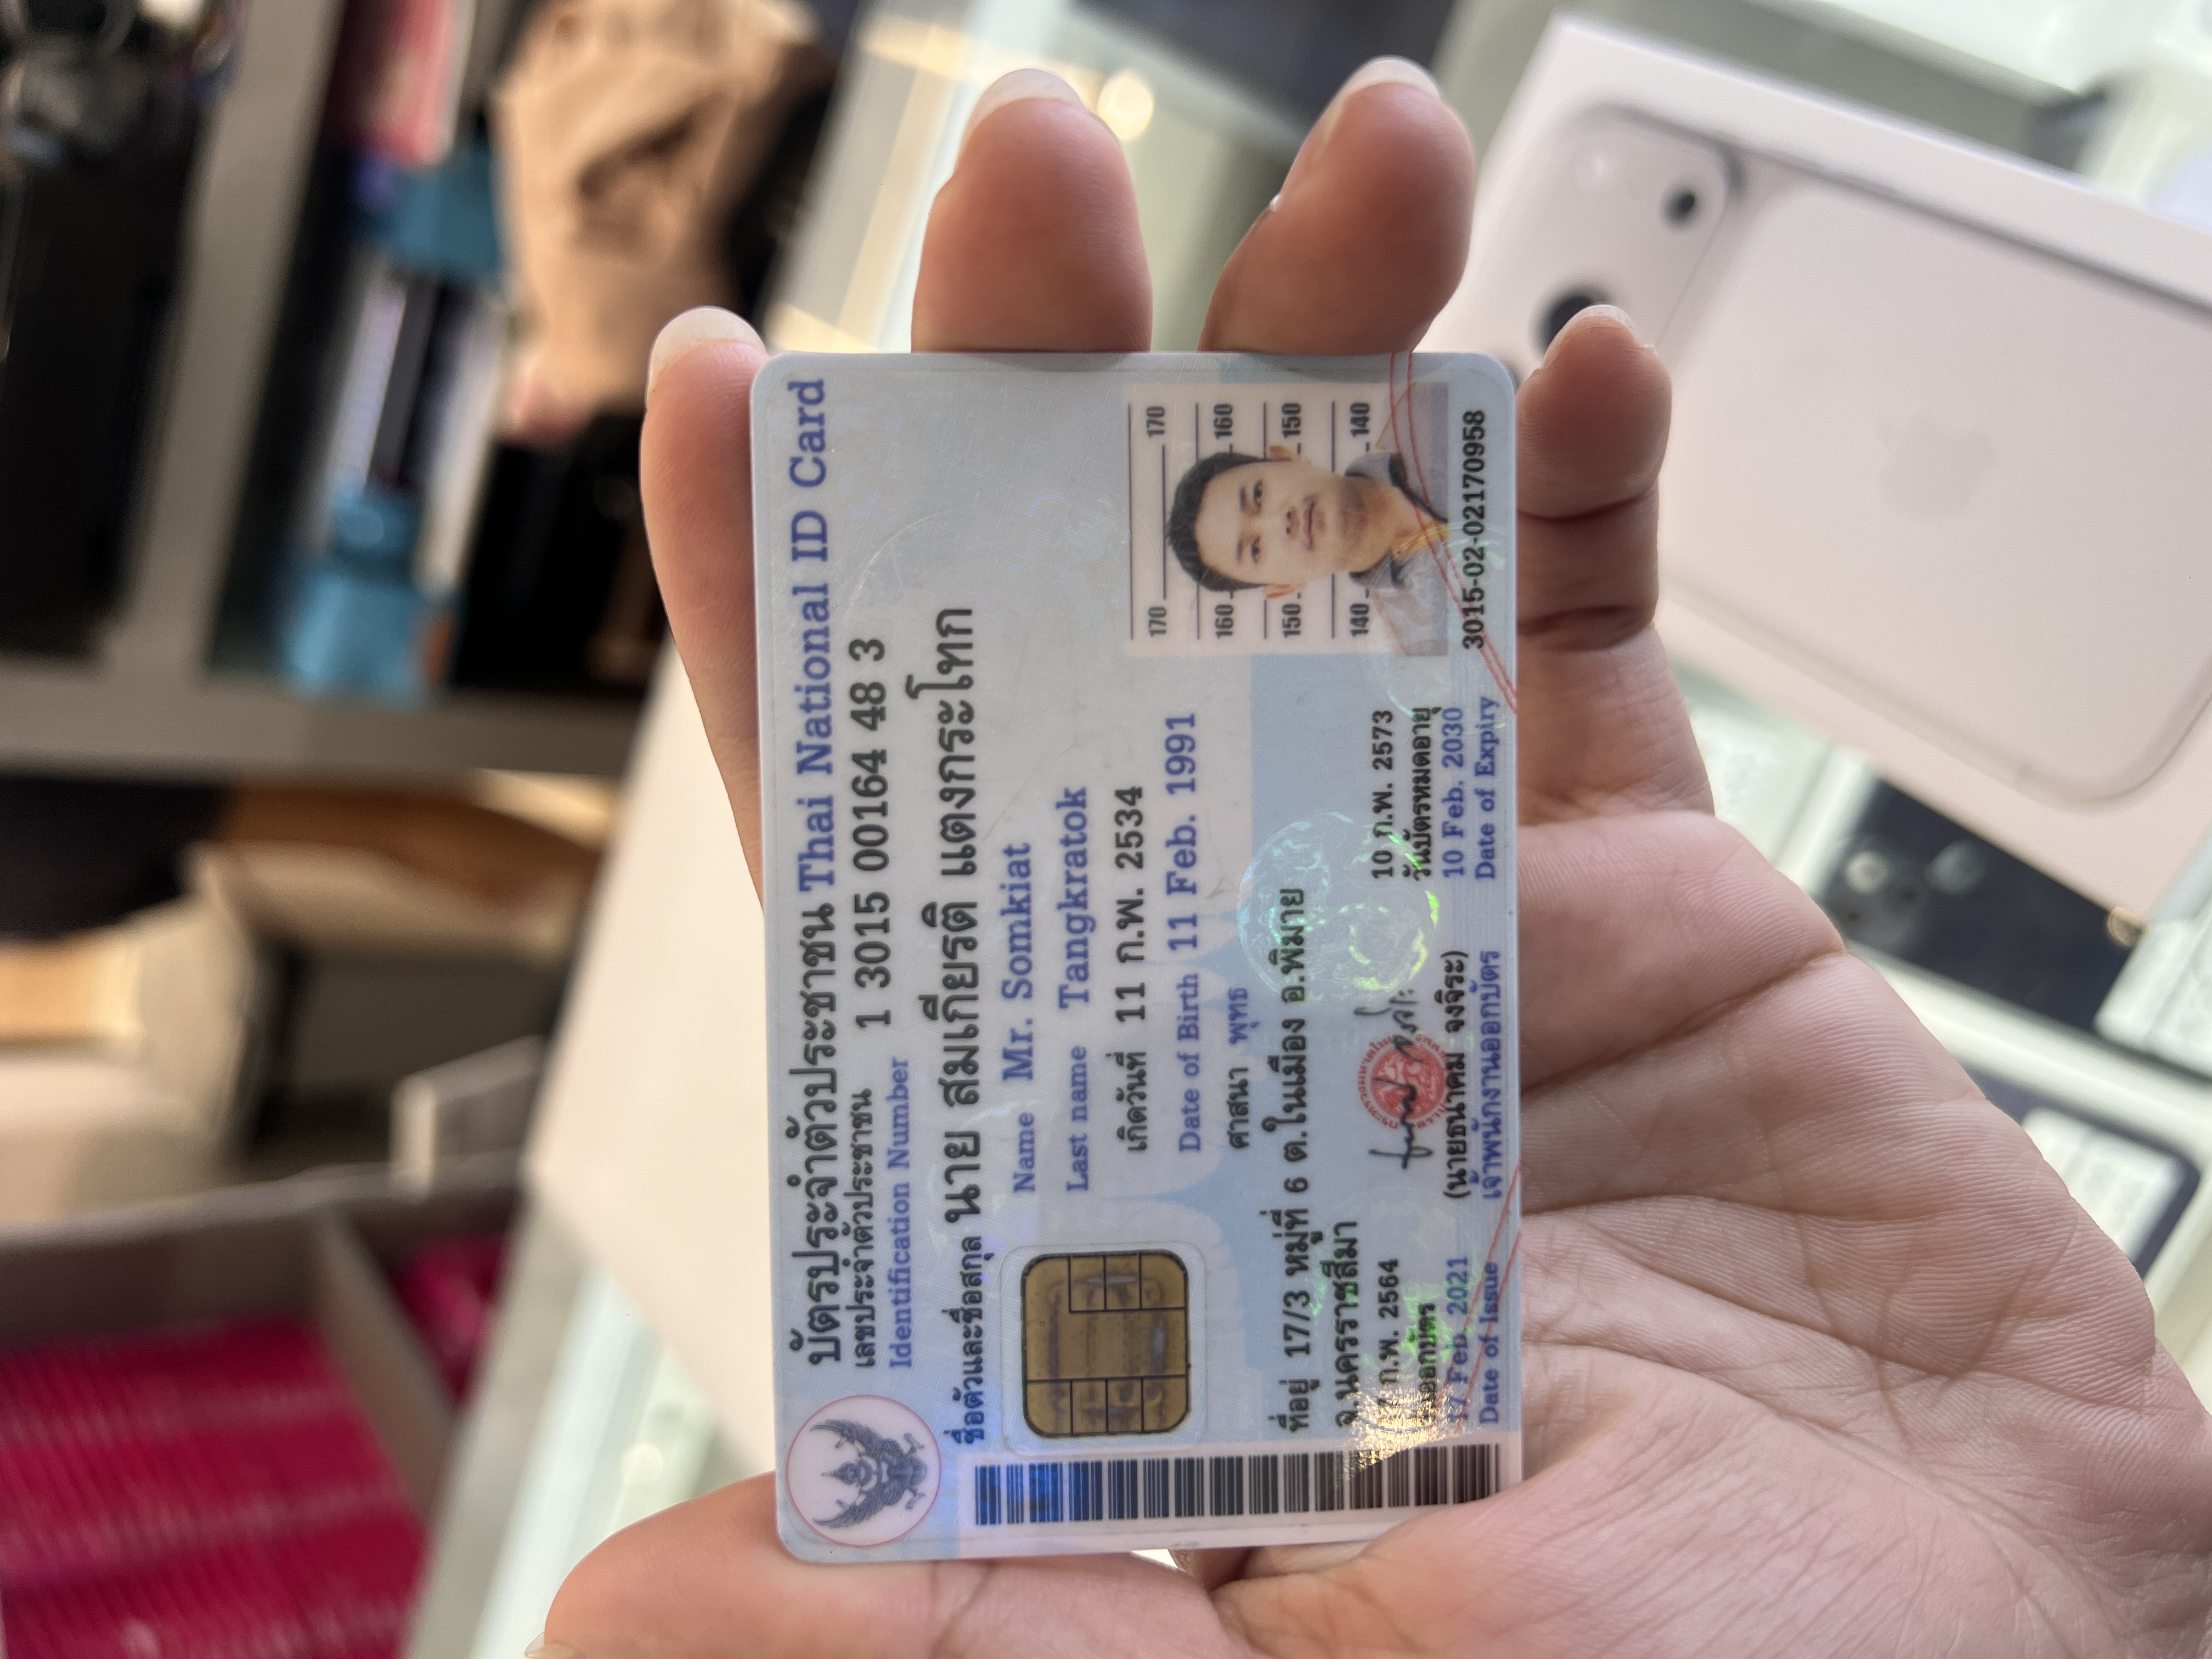 บัตรประจำตัวประชาชน Thai National ID Card
เลขประจำตัวประชาชน 1 3015 00164 48 3
Identification Number
ชื่อตัวและชื่อสกุล นาย สมเกียรติ แตงกระโทก
Name Mr. Somkiat
Last name Tangkratok
เกิดวันที่ 11 ก.พ. 2534
Date of Birth 11 Feb. 1991
ศาสนา พุทธ
ที่อยู่ 17/3 หมู่ที่ 6 ต.ในเมือง อ.พิมาย
จ.นครราชสีมา
ก.พ. 2564
17 Feb. 2021
Date of Issue
(นายธนาคม จงจิระ)
เจ้าพนักงานออกบัตร
10 ก.พ. 2573
วันบัตรหมดอายุ
10 Feb. 2030
Date of Expiry
170 170
160 160
150 150
140 140
3015-02-02170958